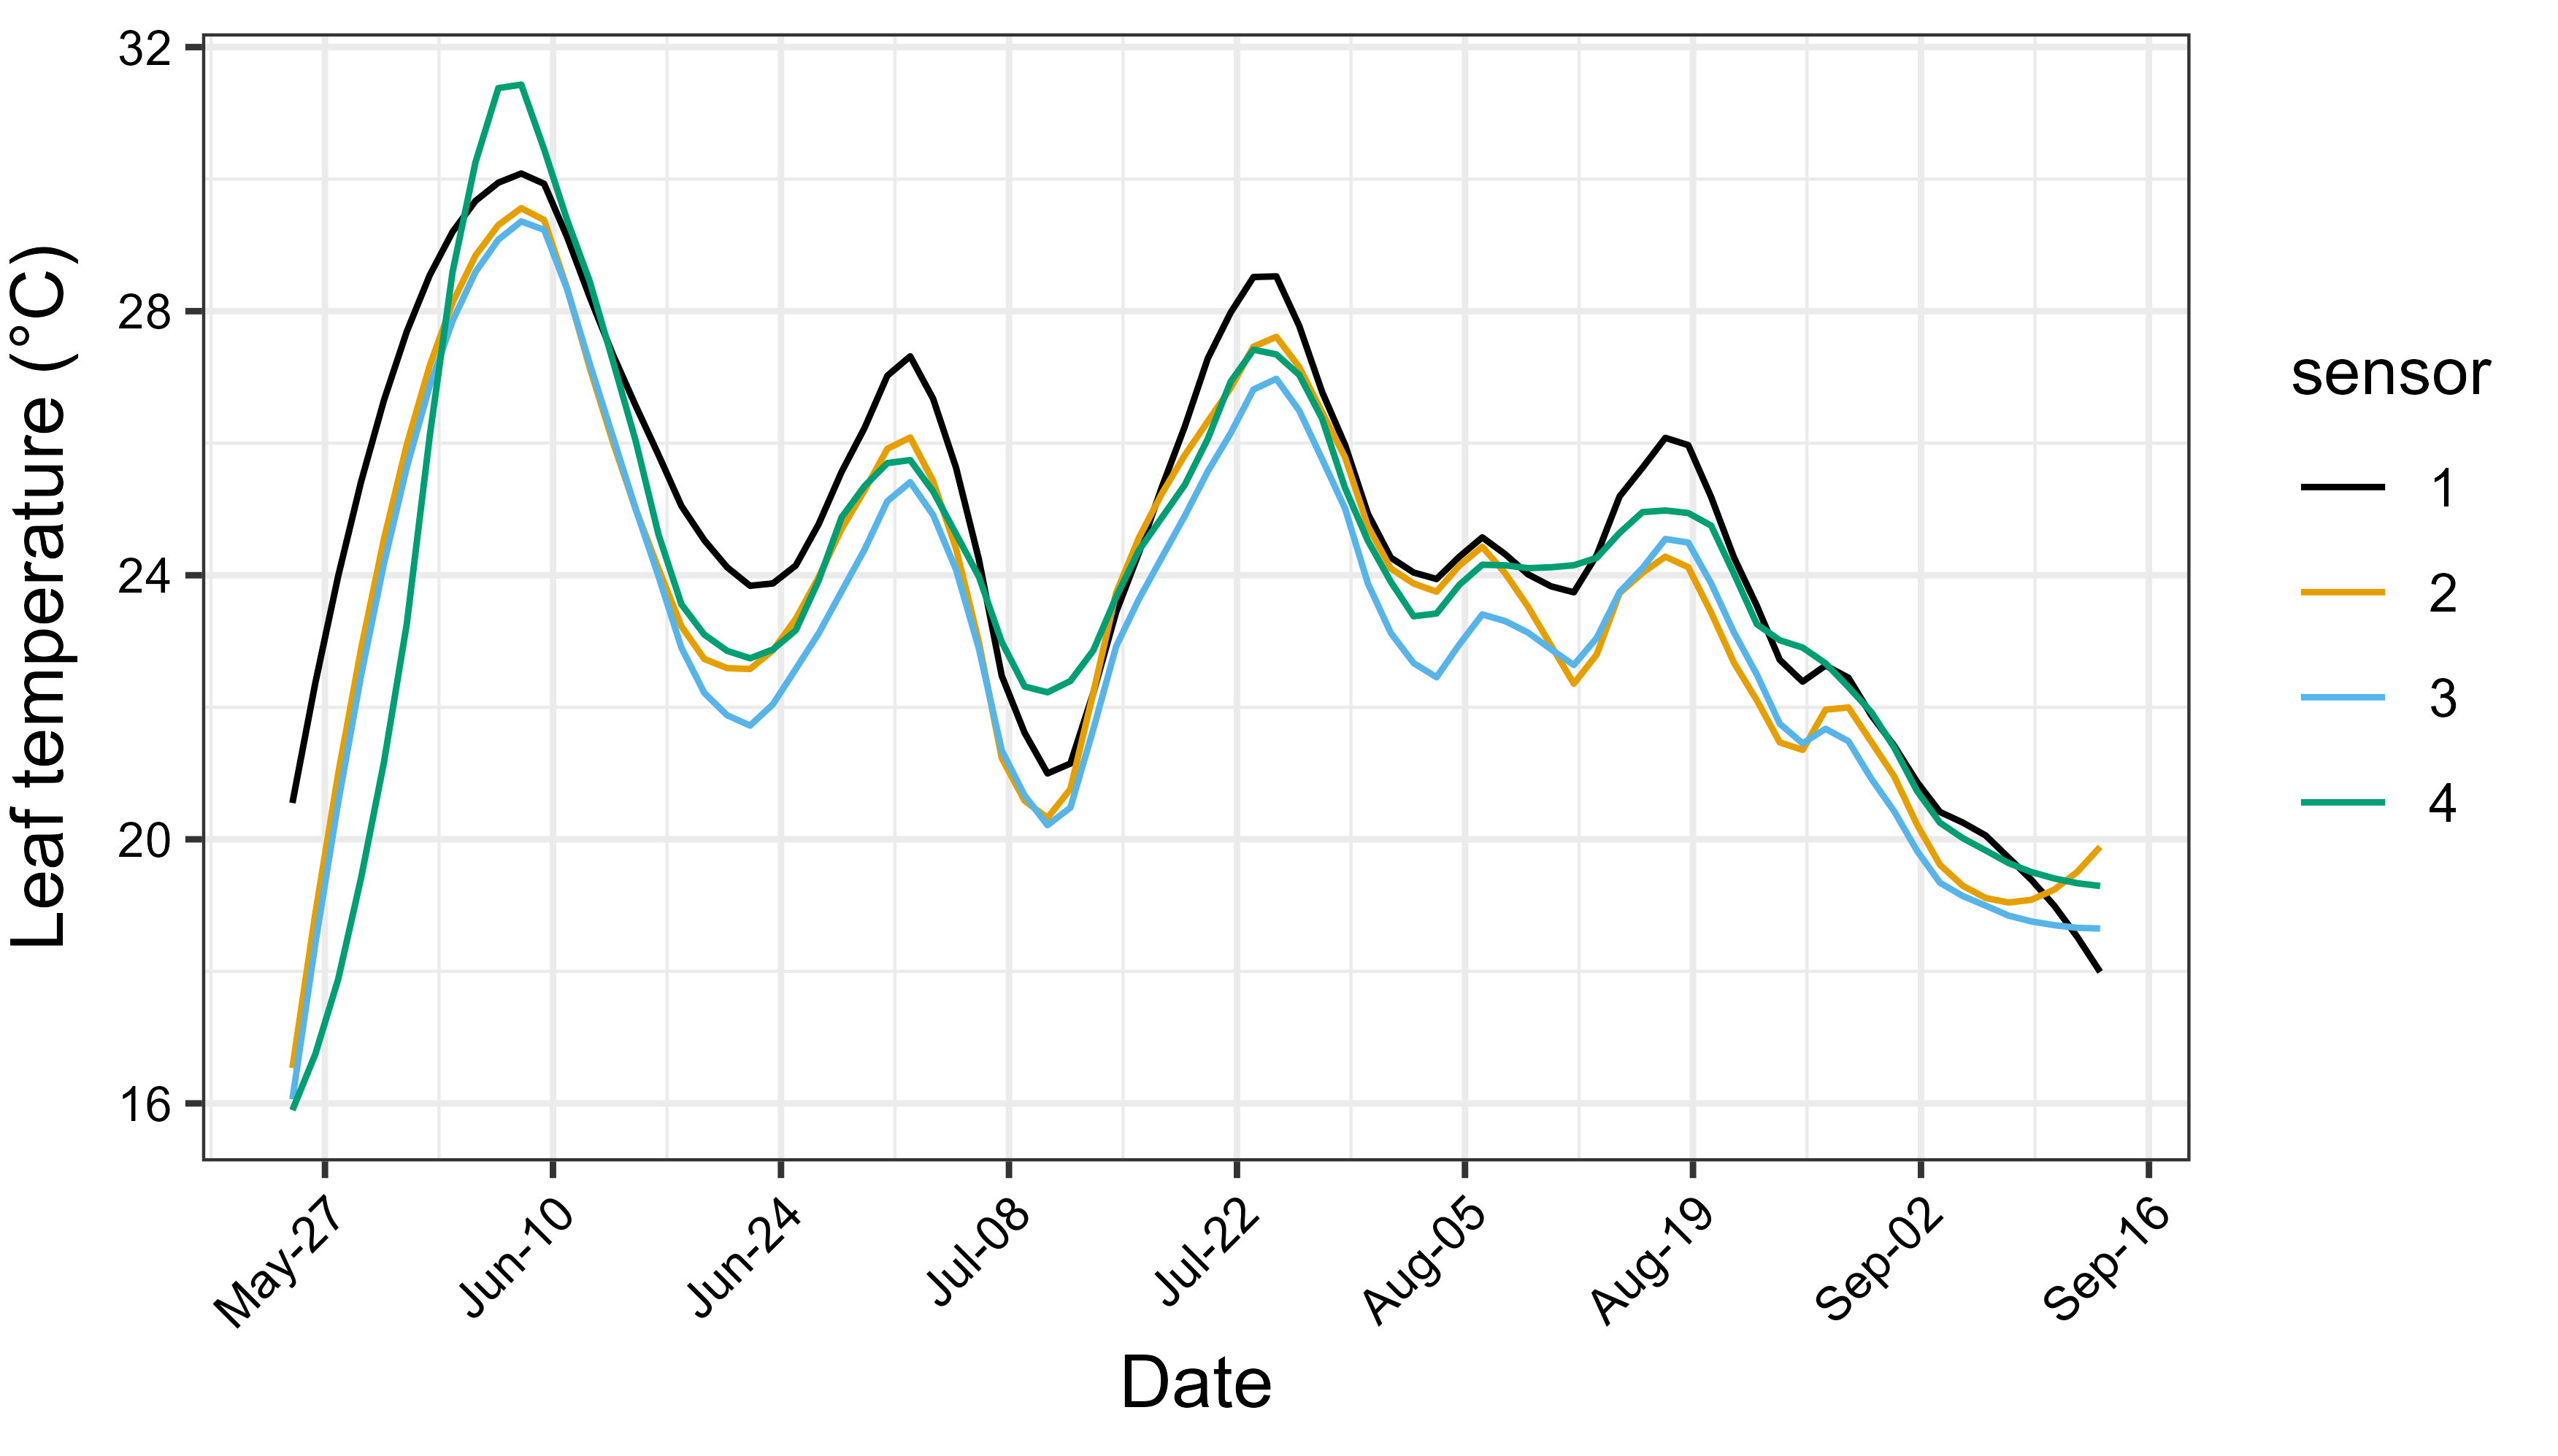 Leaf temperature (°C)
32
28
24
20
16
May-27
Jun-10
Jun-24
Jul-08
Jul-22
Aug-05
Aug-19
Sep-02
Sep-16
Date
sensor
1
2
3
4